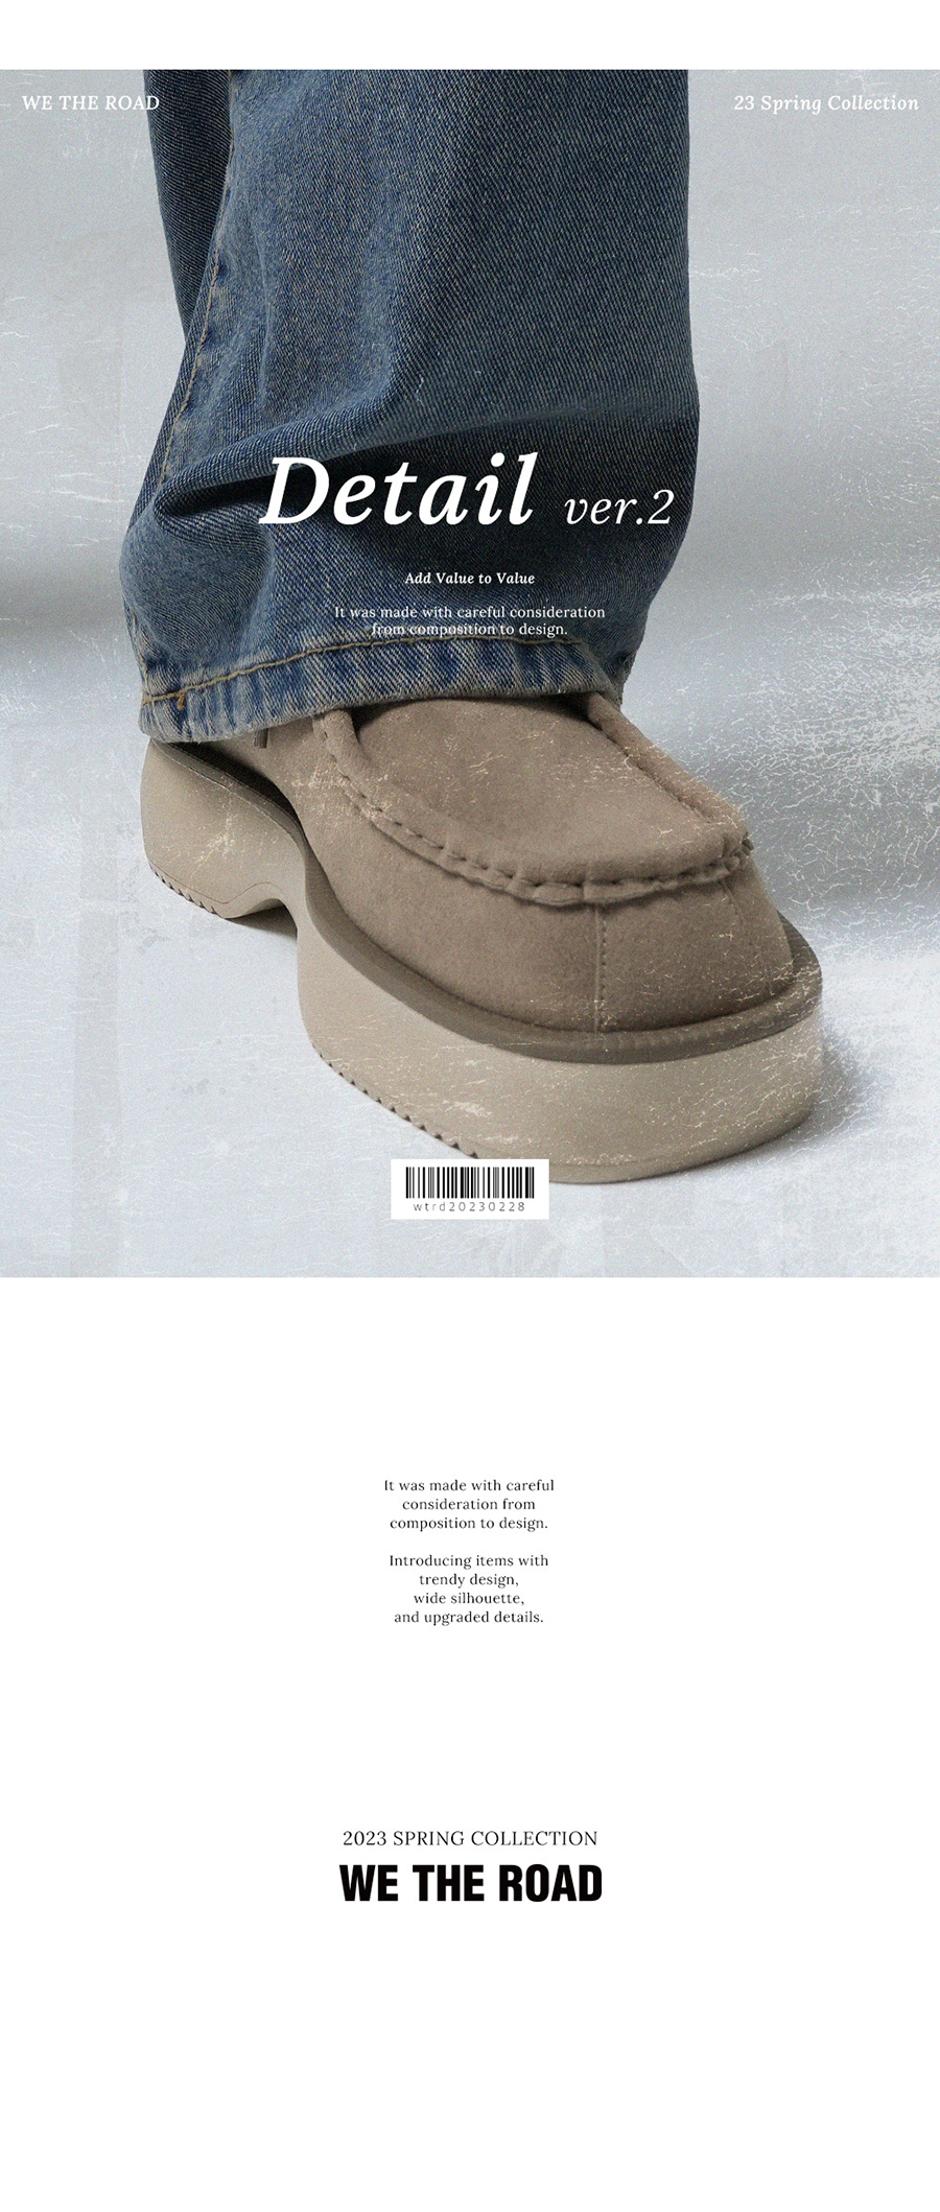 WE THE ROAD
23 Spring Collection
Detail ver.2
Add Value to Value
It was made with careful consideration
from composition to design.
wtrd20230228
It was made with careful
consideration from
composition to design.
Introducing items with
trendy design,
wide silhouette,
and upgraded details.
2023 SPRING COLLECTION
WE THE ROAD